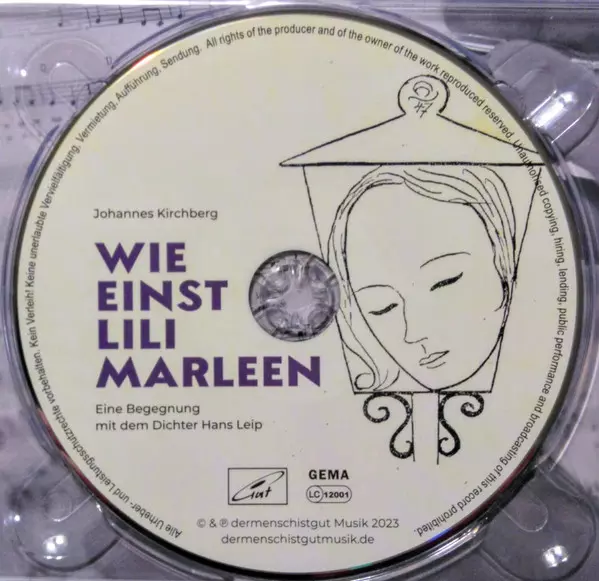 Alle Urheber- und Leistungsschutzrechte vorbehalten. Kein Verleih! Keine unerlaubte Vervielfältigung, Vermietung, Aufführung, Sendung. All rights of the producer and of the owner of the work reproduced reserved. Unauthorised copying, hiring, lending, public performance and broadcasting of this record prohibited.
Johannes Kirchberg
WIE
EINST
LILI
MARLEEN
Eine Begegnung
mit dem Dichter Hans Leip
Gut
GEMA
LC 12001
© & ℗ dermenschistgut Musik 2023
dermenschistgutmusik.de